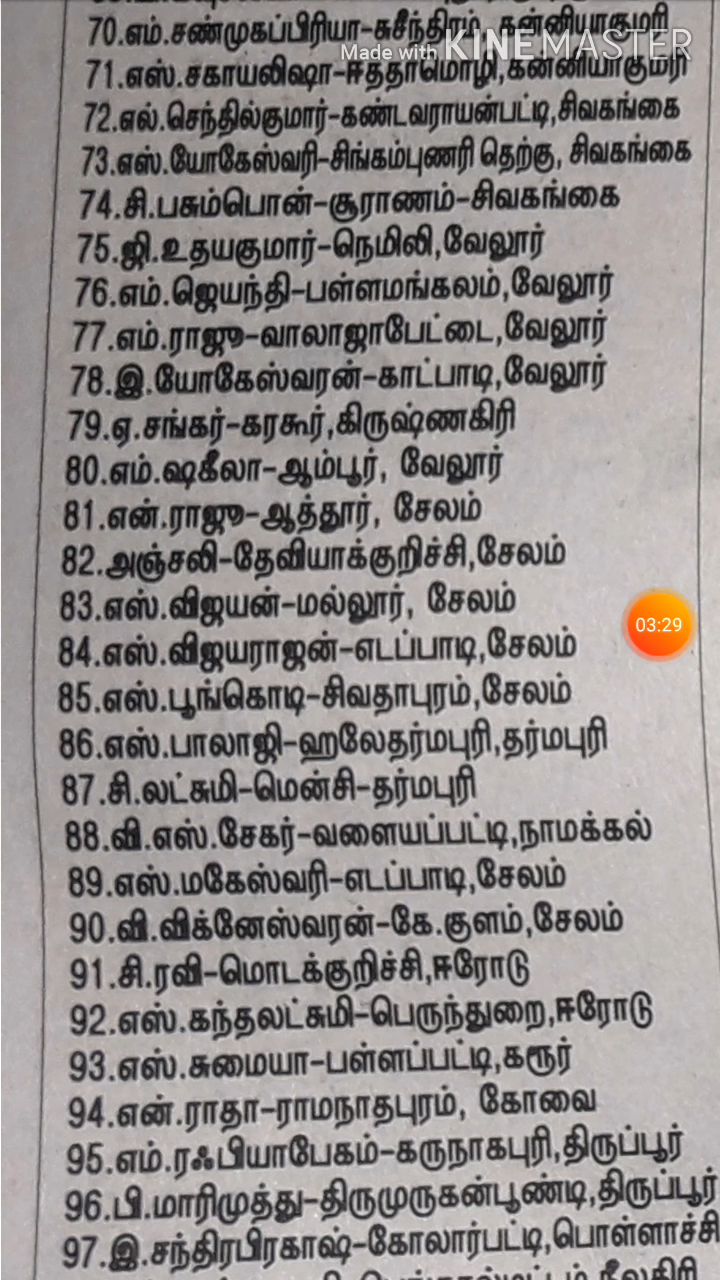 70.எம்.சண்முகப்பிரியா-சுசீந்திரம், கன்னியாகுமரி
Made with KINEMASTER
71.எஸ்.சகாயலிஷா-ஈத்தாமொழி,கன்னியாகுமரி
72.எல்.செந்தில்குமார்-கண்டவராயன்பட்டி,சிவகங்கை
73.எஸ்.யோகேஸ்வரி-சிங்கம்புணரி தெற்கு, சிவகங்கை
74.சி.பசும்பொன்-சூராணம்-சிவகங்கை
75.ஜி.உதயகுமார்-நெமிலி,வேலூர்
76.எம்.ஜெயந்தி-பள்ளமங்கலம்,வேலூர்
77.எம்.ராஜு-வாலாஜாபேட்டை,வேலூர்
78.இ.யோகேஸ்வரன்-காட்பாடி,வேலூர்
79.ஏ.சங்கர்-கரகூர்,கிருஷ்ணகிரி
80.எம்.ஷகீலா-ஆம்பூர், வேலூர்
81.என்.ராஜு-ஆத்தூர், சேலம்
82.அஞ்சலி-தேவியாக்குறிச்சி,சேலம்
83.எஸ்.விஜயன்-மல்லூர், சேலம்
03:29
84.எஸ்.விஜயராஜன்-எடப்பாடி,சேலம்
85.எஸ்.பூங்கொடி-சிவதாபுரம்,சேலம்
86.எஸ்.பாலாஜி-ஹலேதர்மபுரி,தர்மபுரி
87.சி.லட்சுமி-மென்சி-தர்மபுரி
88.வி.எஸ்.சேகர்-வளையப்பட்டி,நாமக்கல்
89.எஸ்.மகேஸ்வரி-எடப்பாடி,சேலம்
90.வி.விக்னேஸ்வரன்-கே.குளம்,சேலம்
91.சி.ரவி-மொடக்குறிச்சி,ஈரோடு
92.எஸ்.கந்தலட்சுமி-பெருந்துறை,ஈரோடு
93.எஸ்.சுமையா-பள்ளப்பட்டி,கரூர்
94.என்.ராதா-ராமநாதபுரம், கோவை
95.எம்.ரஃபியாபேகம்-கருநாகபுரி,திருப்பூர்
96.பி.மாரிமுத்து-திருமுருகன்பூண்டி,திருப்பூர்
97.இ.சந்திரபிரகாஷ்-கோலார்பட்டி,பொள்ளாச்சி